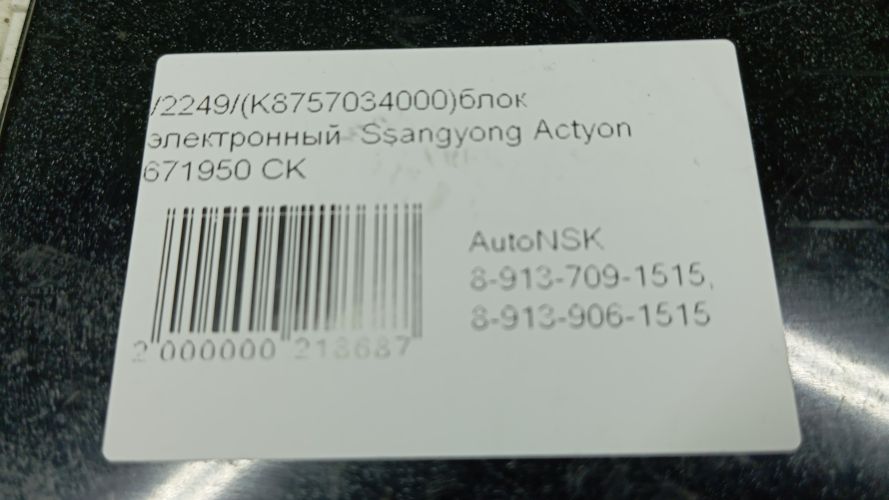 /2249/(K8757034000)блок
электронный Ssangyong Actyon
671950 СК
AutoNSK
8-913-709-1515,
8-913-906-1515
2 000000 218687